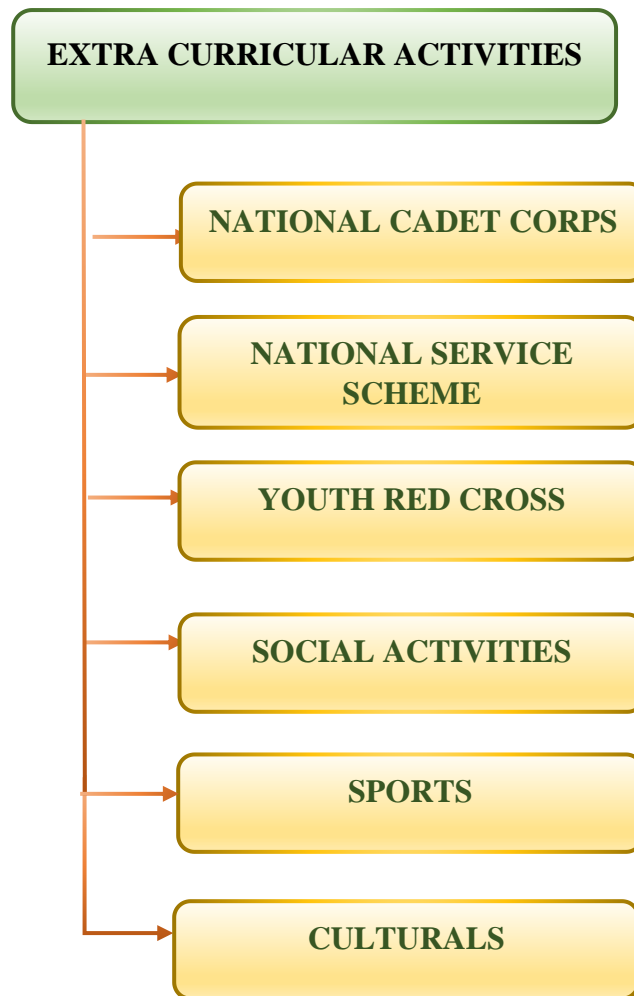 EXTRA CURRICULAR ACTIVITIES
NATIONAL CADET CORPS
NATIONAL SERVICE
SCHEME
YOUTH RED CROSS
SOCIAL ACTIVITIES
SPORTS
CULTURALS